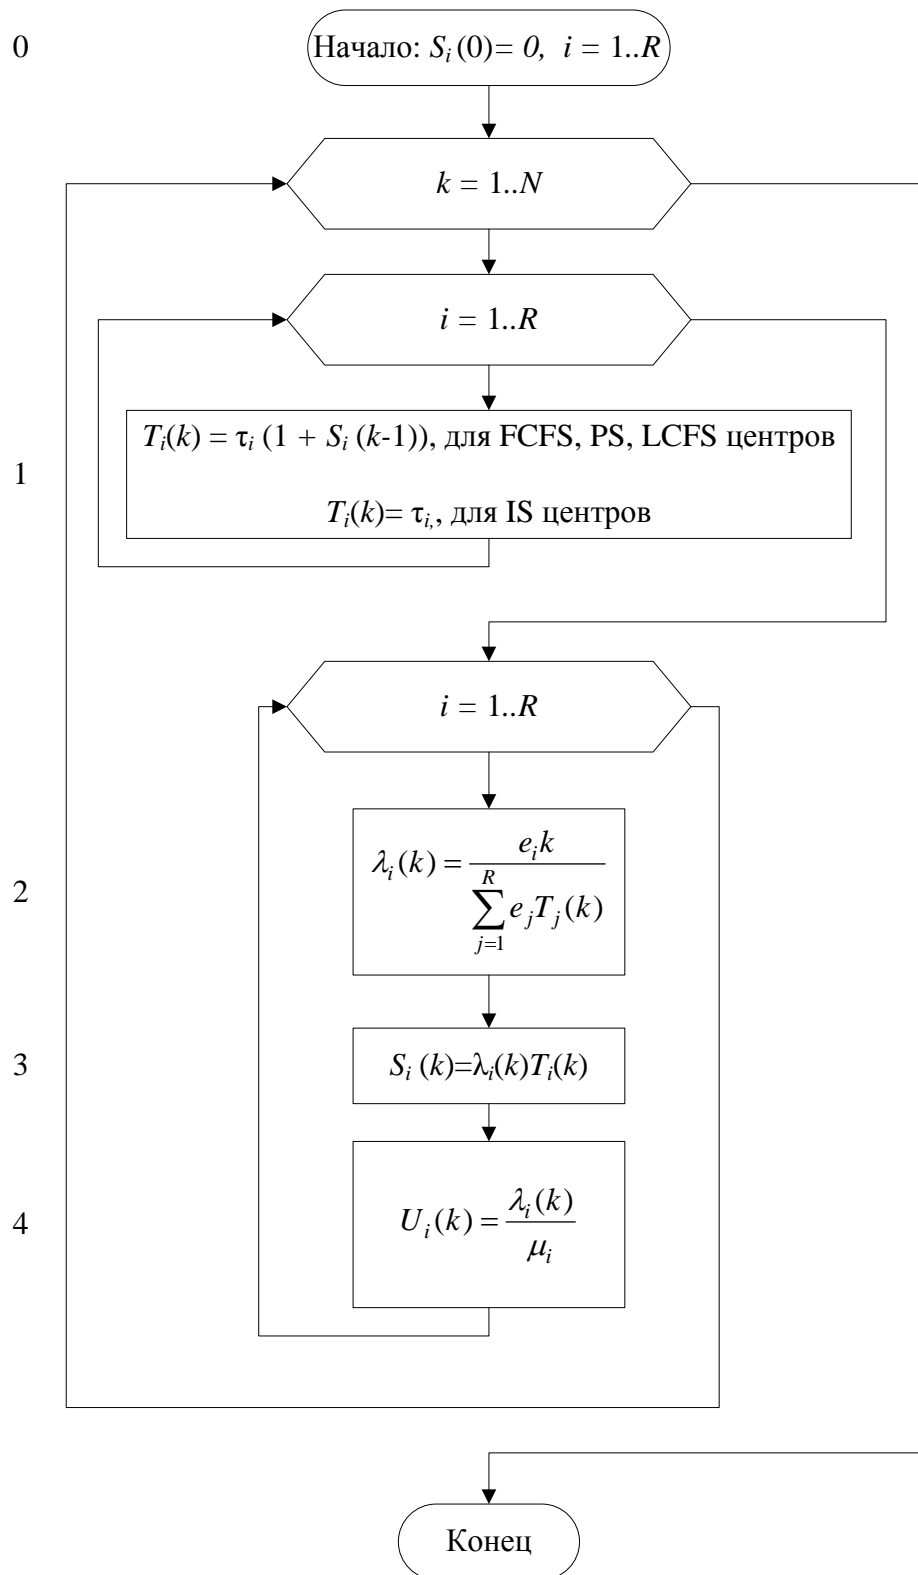 0
Начало: S_i (0)= 0, i = 1..R
k = 1..N
i = 1..R
T_i(k) = τ_i (1 + S_i (k-1)), для FCFS, PS, LCFS центров
1
T_i(k)= τ_i,, для IS центров
i = 1..R
2
λ_i(k) = e_i k / ∑_{j=1}^{R} e_j T_j(k)
3
S_i (k)=λ_i(k)T_i(k)
4
U_i(k) = λ_i(k) / μ_i
Конец